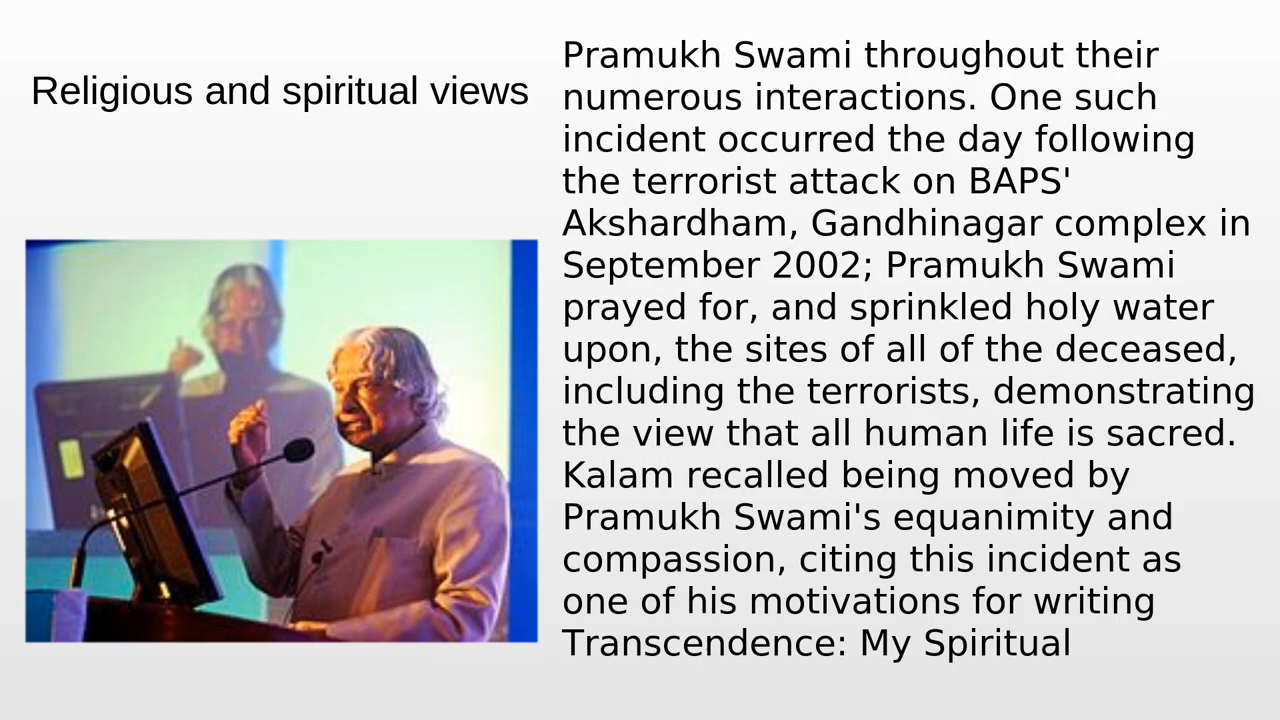 Religious and spiritual views
Pramukh Swami throughout their
numerous interactions. One such
incident occurred the day following
the terrorist attack on BAPS'
Akshardham, Gandhinagar complex in
September 2002; Pramukh Swami
prayed for, and sprinkled holy water
upon, the sites of all of the deceased,
including the terrorists, demonstrating
the view that all human life is sacred.
Kalam recalled being moved by
Pramukh Swami's equanimity and
compassion, citing this incident as
one of his motivations for writing
Transcendence: My Spiritual